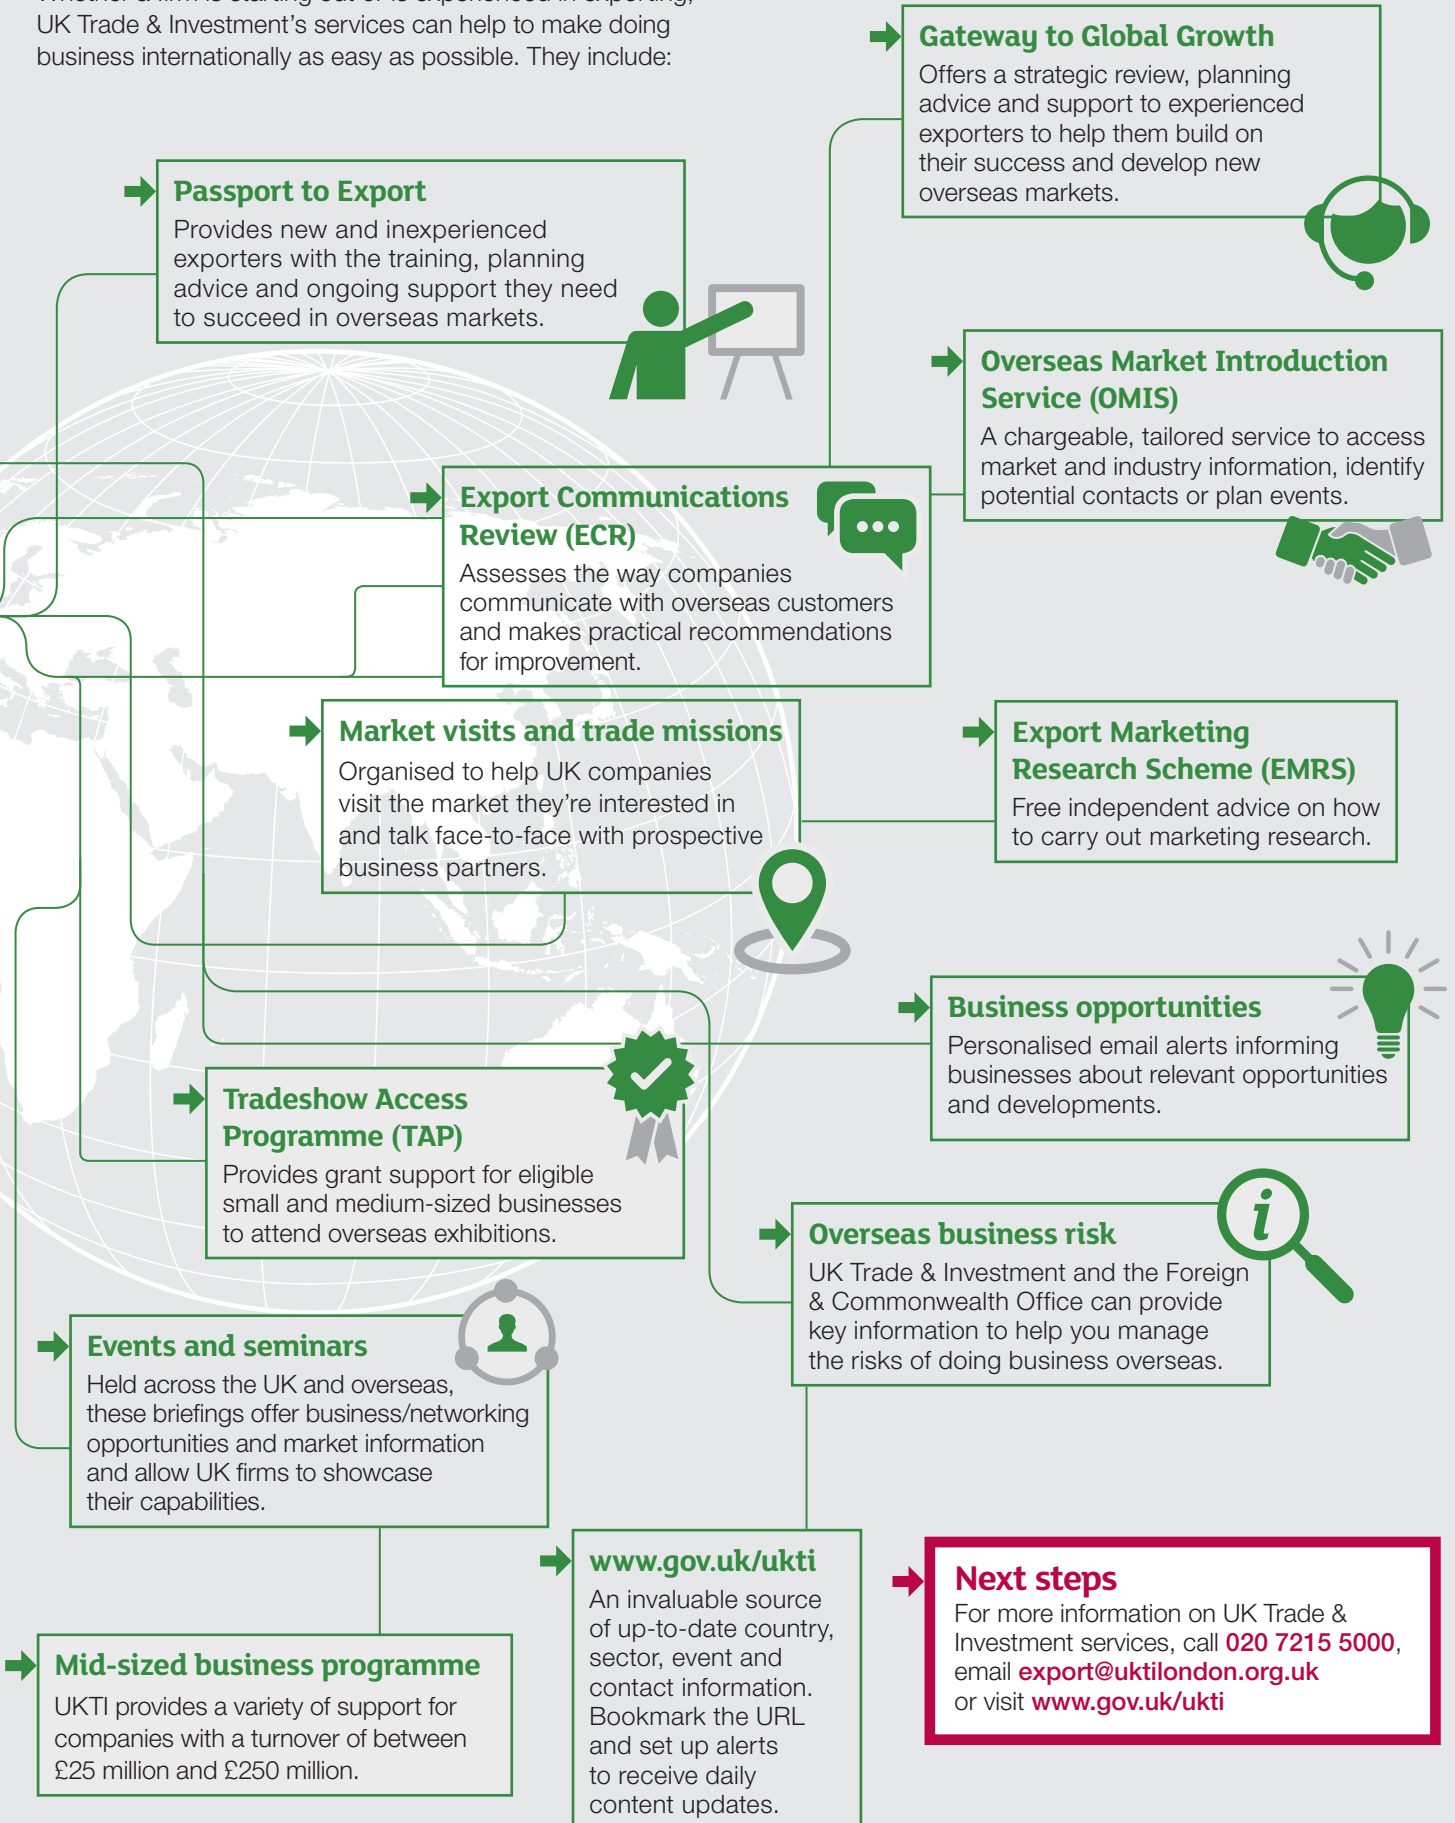 UK Trade & Investment's services can help to make doing
business internationally as easy as possible. They include:
Gateway to Global Growth
Offers a strategic review, planning
advice and support to experienced
exporters to help them build on
their success and develop new
overseas markets.
Passport to Export
Provides new and inexperienced
exporters with the training, planning
advice and ongoing support they need
to succeed in overseas markets.
Overseas Market Introduction
Service (OMIS)
A chargeable, tailored service to access
market and industry information, identify
potential contacts or plan events.
Export Communications
Review (ECR)
Assesses the way companies
communicate with overseas customers
and makes practical recommendations
for improvement.
Market visits and trade missions
Organised to help UK companies
visit the market they're interested in
and talk face-to-face with prospective
business partners.
Export Marketing
Research Scheme (EMRS)
Free independent advice on how
to carry out marketing research.
Business opportunities
Personalised email alerts informing
businesses about relevant opportunities
and developments.
Tradeshow Access
Programme (TAP)
Provides grant support for eligible
small and medium-sized businesses
to attend overseas exhibitions.
i
Overseas business risk
UK Trade & Investment and the Foreign
& Commonwealth Office can provide
key information to help you manage
the risks of doing business overseas.
Events and seminars
Held across the UK and overseas,
these briefings offer business/networking
opportunities and market information
and allow UK firms to showcase
their capabilities.
www.gov.uk/ukti
An invaluable source
of up-to-date country,
sector, event and
contact information.
Bookmark the URL
and set up alerts
to receive daily
content updates.
Next steps
For more information on UK Trade &
Investment services, call 020 7215 5000,
email export@uktilondon.org.uk
or visit www.gov.uk/ukti
Mid-sized business programme
UKTI provides a variety of support for
companies with a turnover of between
£25 million and £250 million.